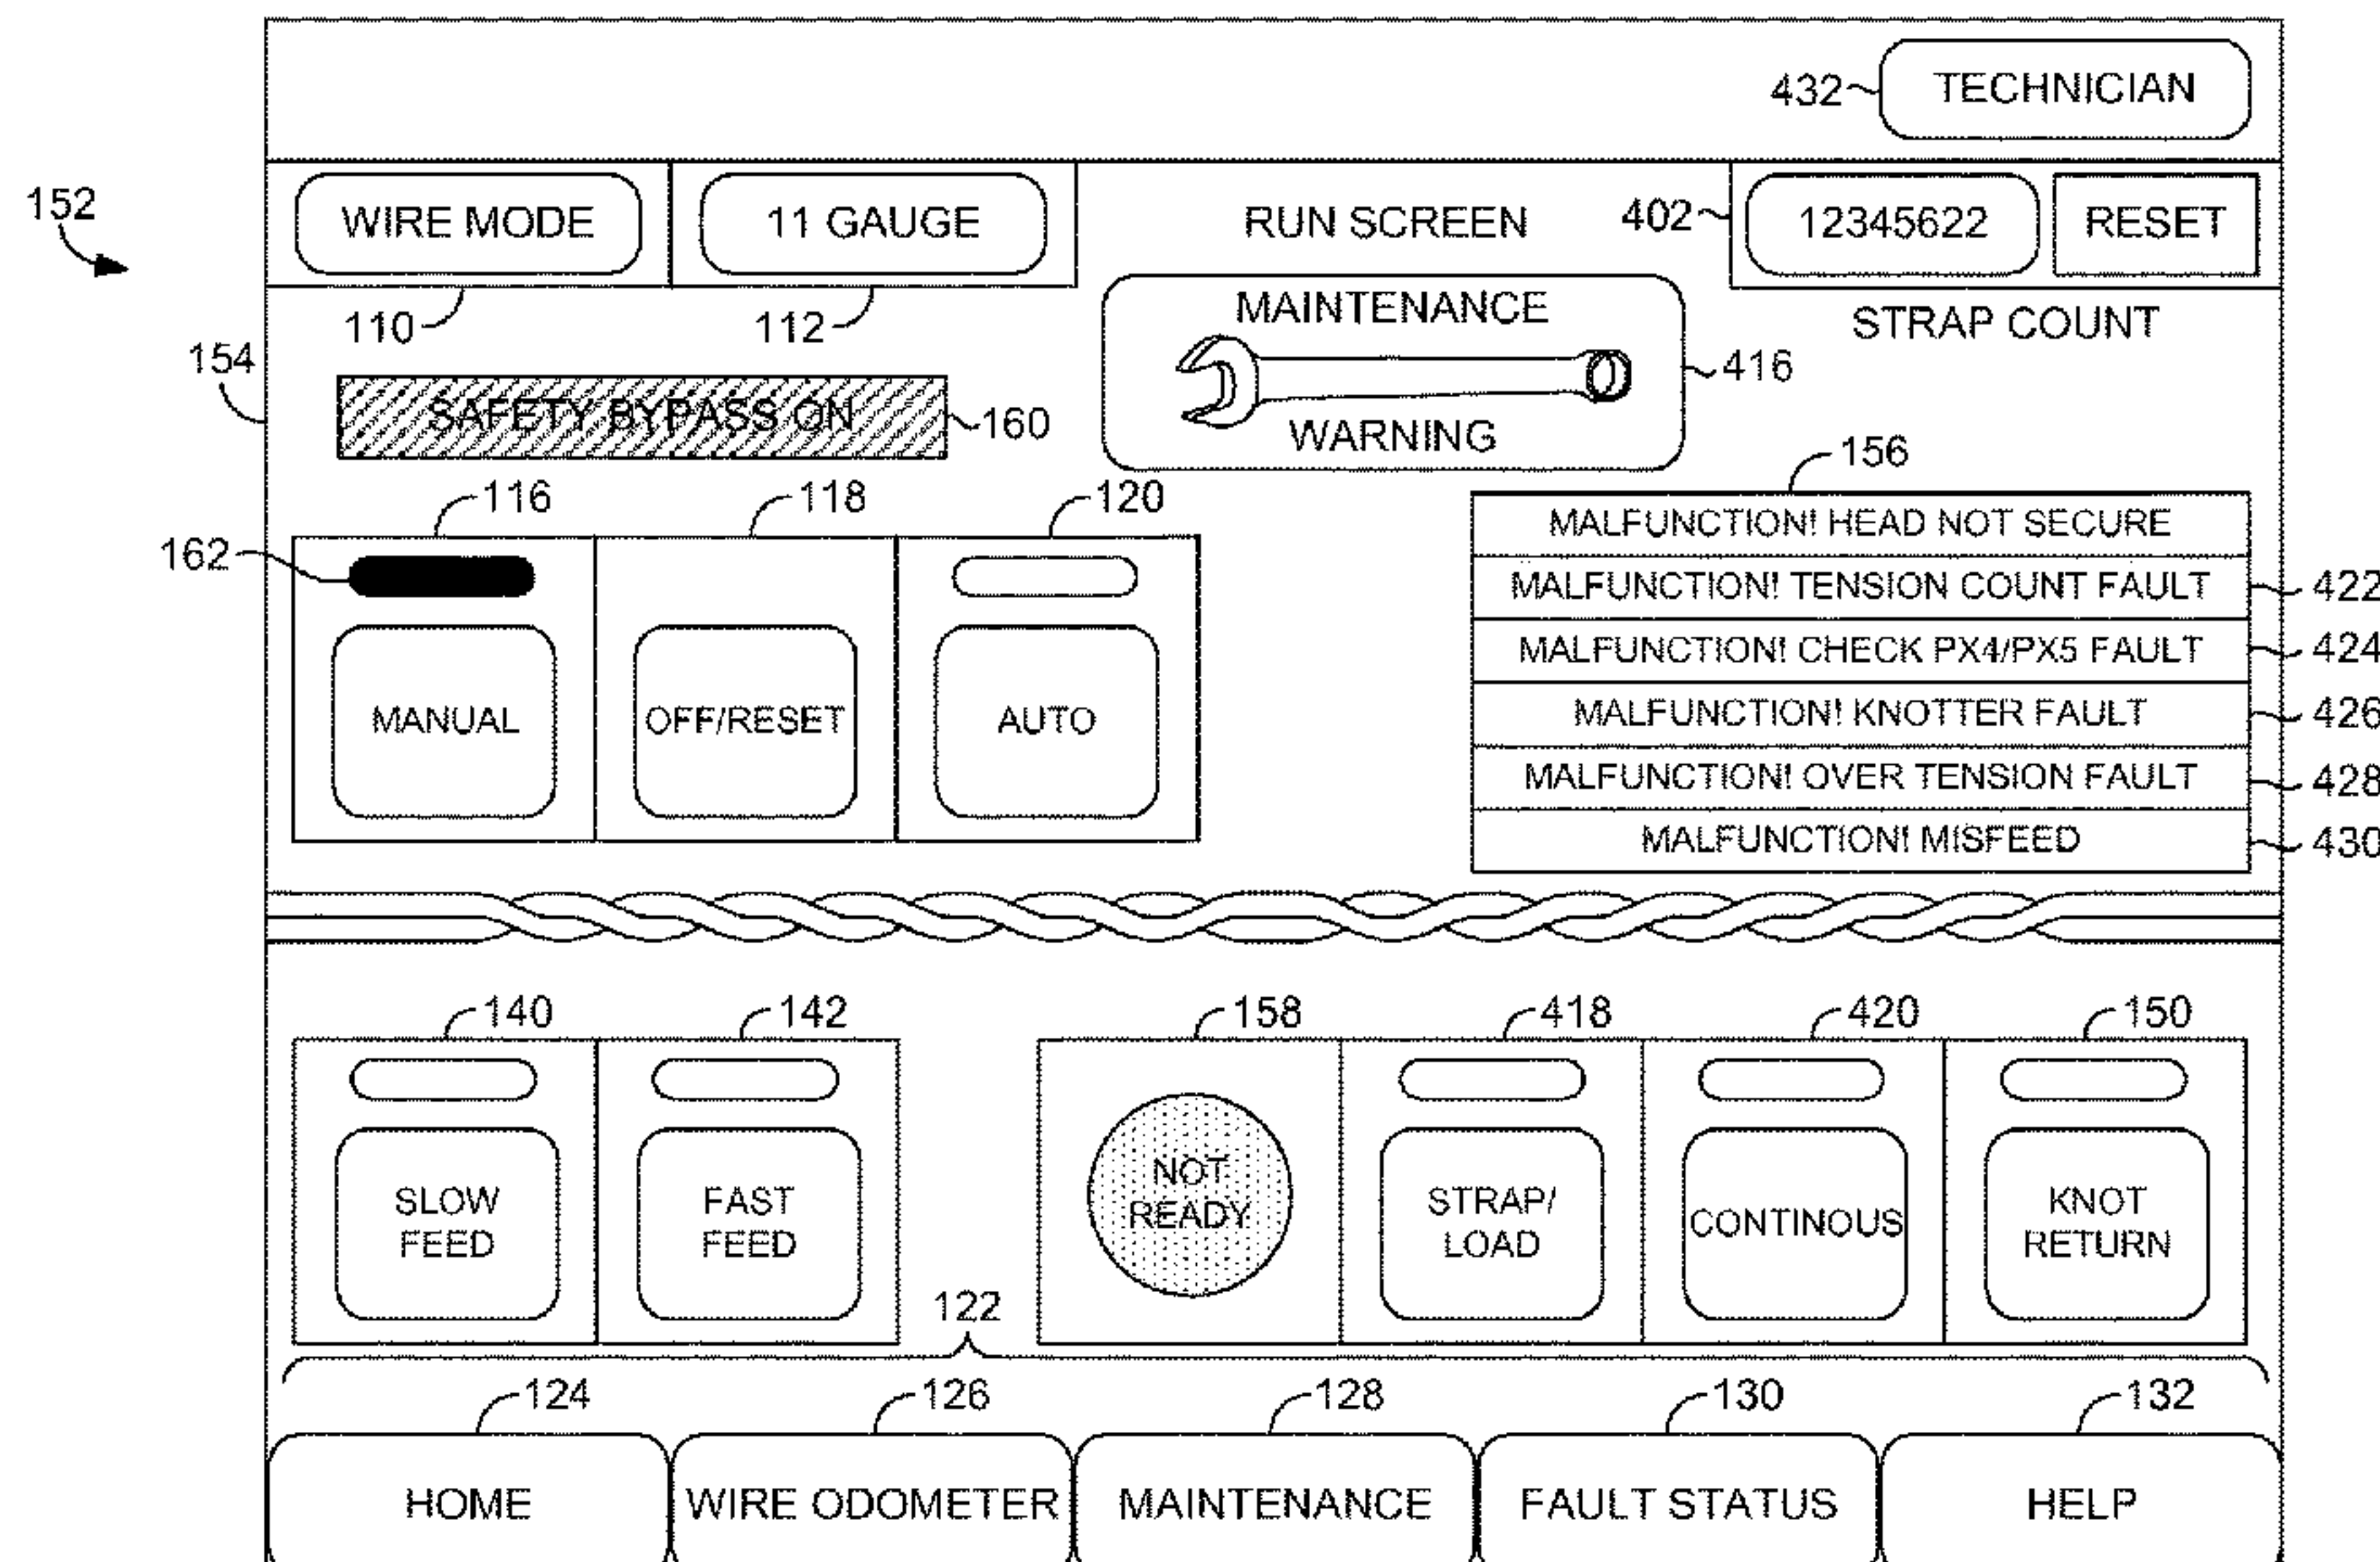 432 TECHNICIAN
152
WIRE MODE 11 GAUGE RUN SCREEN 402 12345622 RESET
110 112 STRAP COUNT
MAINTENANCE
WARNING
416
154
SAFETY BYPASS ON 160
156
116 118 120
162
MANUAL OFF/RESET AUTO
MALFUNCTION! HEAD NOT SECURE
MALFUNCTION! TENSION COUNT FAULT 422
MALFUNCTION! CHECK PX4/PX5 FAULT 424
MALFUNCTION! KNOTTER FAULT 426
MALFUNCTION! OVER TENSION FAULT 428
MALFUNCTION! MISFEED 430
140 142 158 418 420 150
SLOW
FEED
FAST
FEED
NOT
READY
STRAP/
LOAD
CONTINOUS
KNOT
RETURN
122
124 126 128 130 132
HOME WIRE ODOMETER MAINTENANCE FAULT STATUS HELP